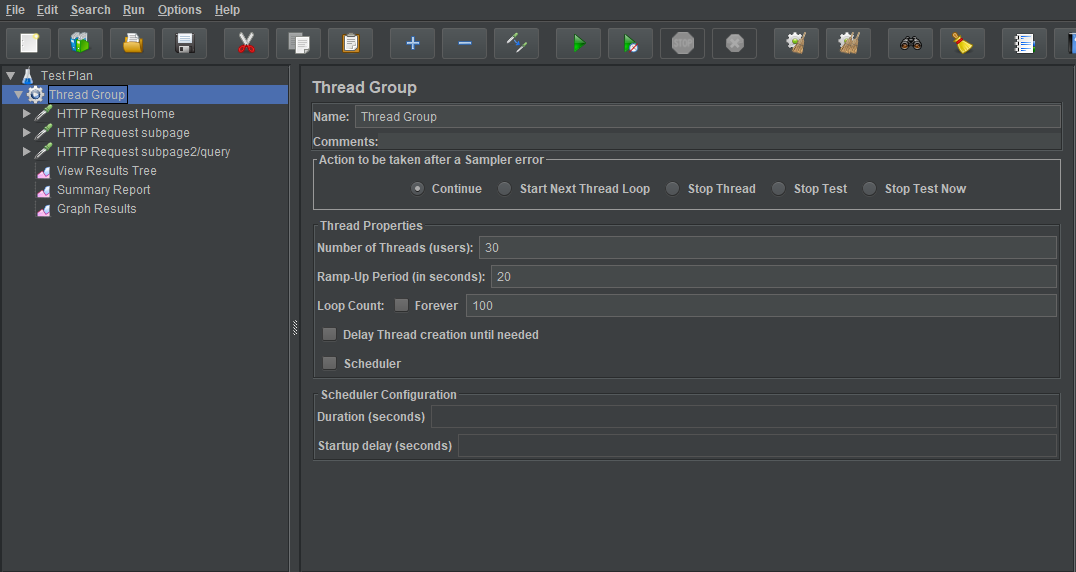 File Edit Search Run Options Help
STOP
Test Plan
Thread Group
HTTP Request Home
HTTP Request subpage
HTTP Request subpage2/query
View Results Tree
Summary Report
Graph Results
Thread Group
Name: Thread Group
Comments:
Action to be taken after a Sampler error
Continue Start Next Thread Loop Stop Thread Stop Test Stop Test Now
Thread Properties
Number of Threads (users): 30
Ramp-Up Period (in seconds): 20
Loop Count: Forever 100
Delay Thread creation until needed
Scheduler
Scheduler Configuration
Duration (seconds)
Startup delay (seconds)